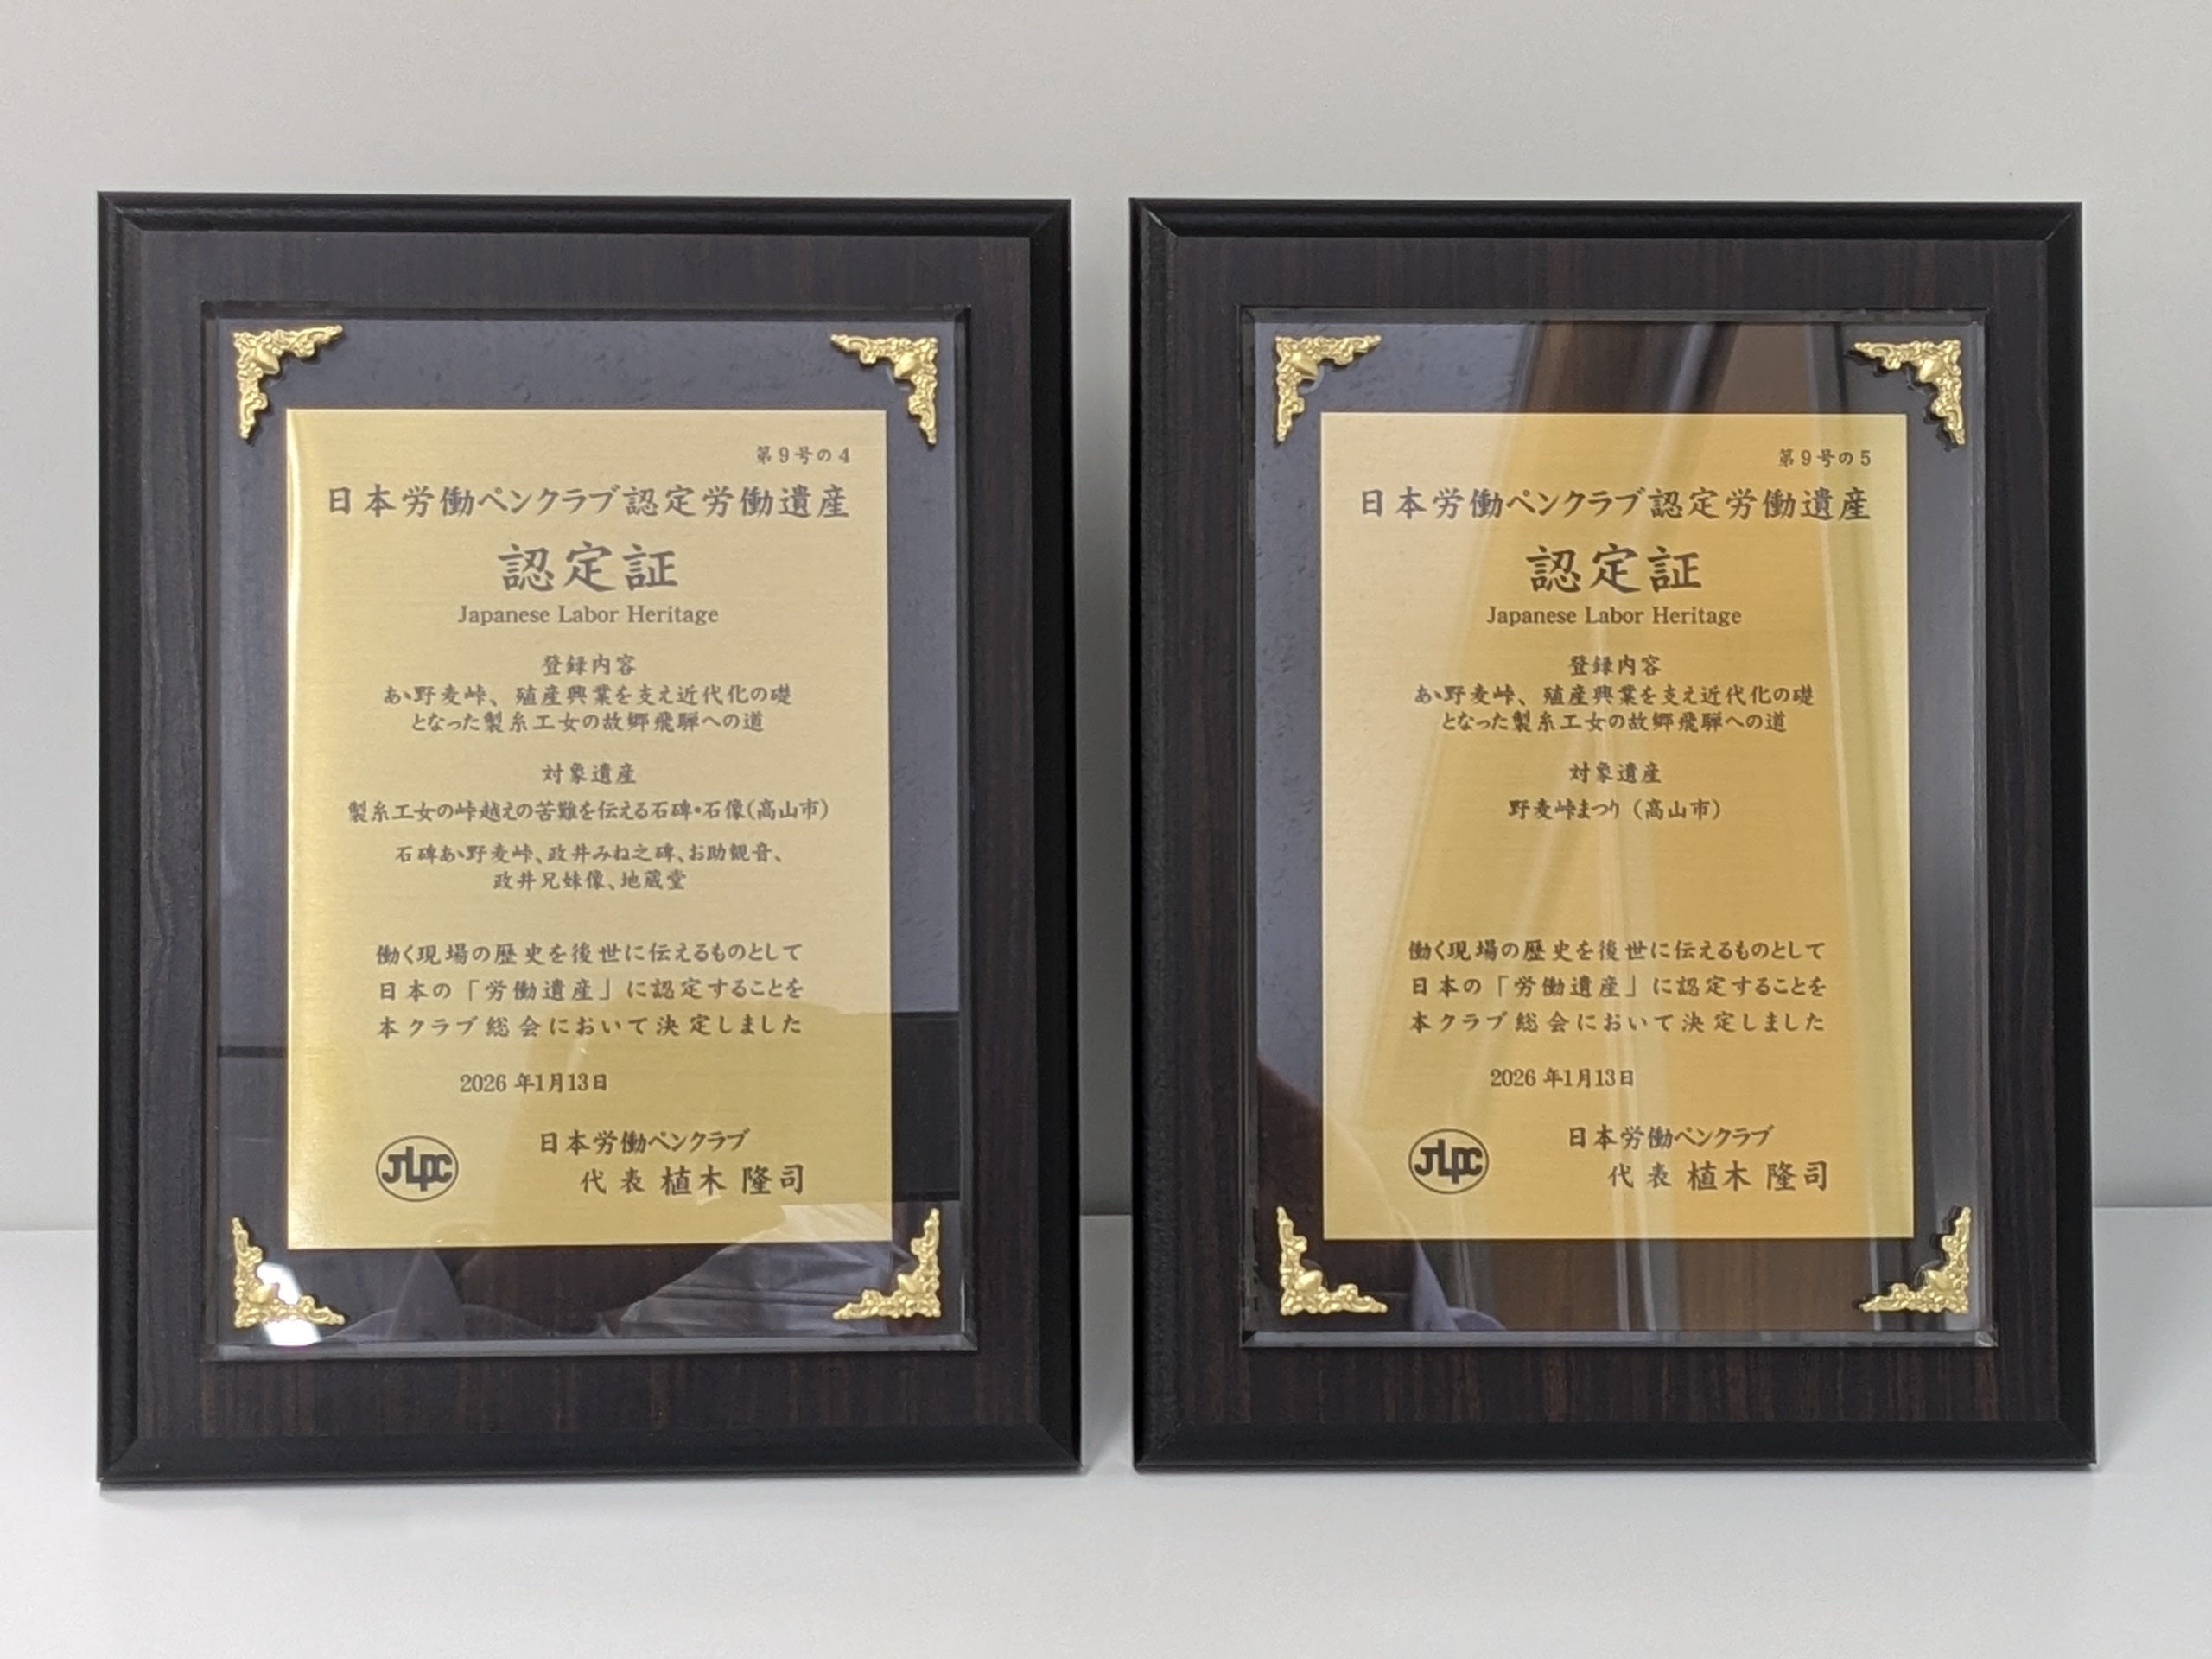 第9号の4
日本労働ペンクラブ認定労働遺産
認定証
Japanese Labor Heritage
登録内容
あゝ野麦峠、殖産興業を支え近代化の礎
となった製糸工女の故郷飛騨への道
対象遺産
製糸工女の峠越えの苦難を伝える石碑・石像(高山市)
石碑あゝ野麦峠、政井みね之碑、お助観音、
政井兄妹像、地蔵堂
働く現場の歴史を後世に伝えるものとして
日本の「労働遺産」に認定することを
本クラブ総会において決定しました
2026年1月13日
JLPC
日本労働ペンクラブ
代表 植木 隆司
第9号の5
日本労働ペンクラブ認定労働遺産
認定証
Japanese Labor Heritage
登録内容
あゝ野麦峠、殖産興業を支え近代化の礎
となった製糸工女の故郷飛騨への道
対象遺産
野麦峠まつり(高山市)
働く現場の歴史を後世に伝えるものとして
日本の「労働遺産」に認定することを
本クラブ総会において決定しました
2026年1月13日
JLPC
日本労働ペンクラブ
代表 植木 隆司